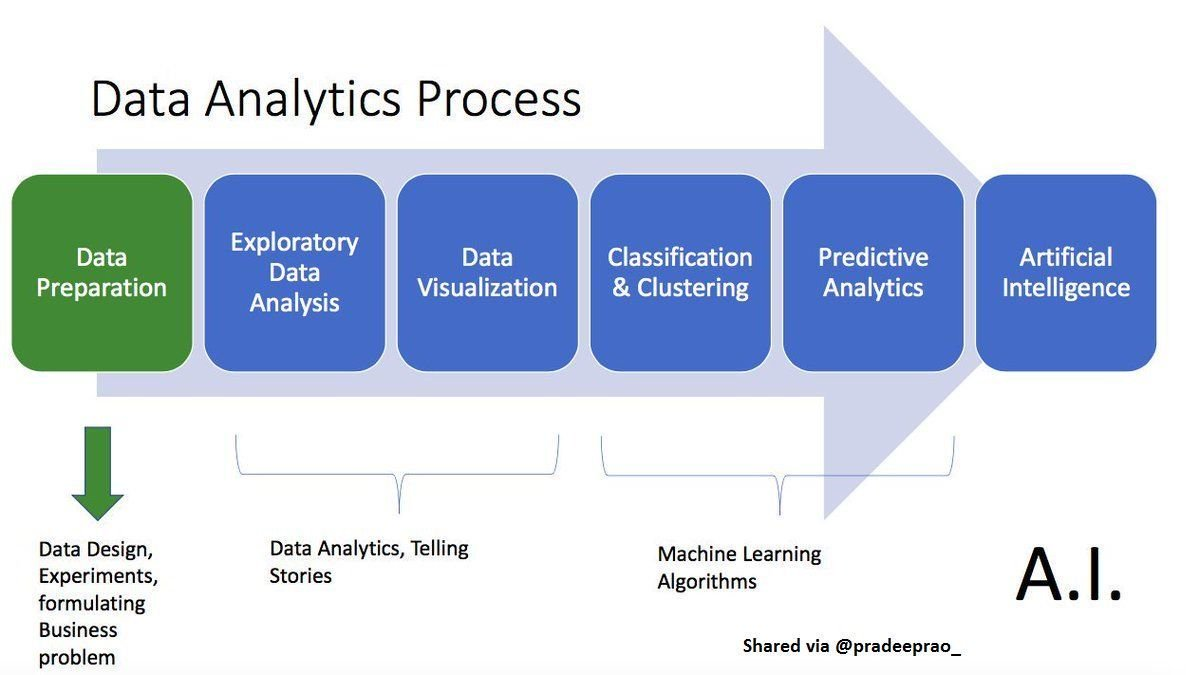 Data Analytics Process
Data
Preparation
Exploratory
Data
Analysis
Data
Visualization
Classification
& Clustering
Predictive
Analytics
Artificial
Intelligence
Data Design,
Experiments,
formulating
Business
problem
Data Analytics, Telling
Stories
Machine Learning
Algorithms
A.I.
Shared via @pradeeprao_